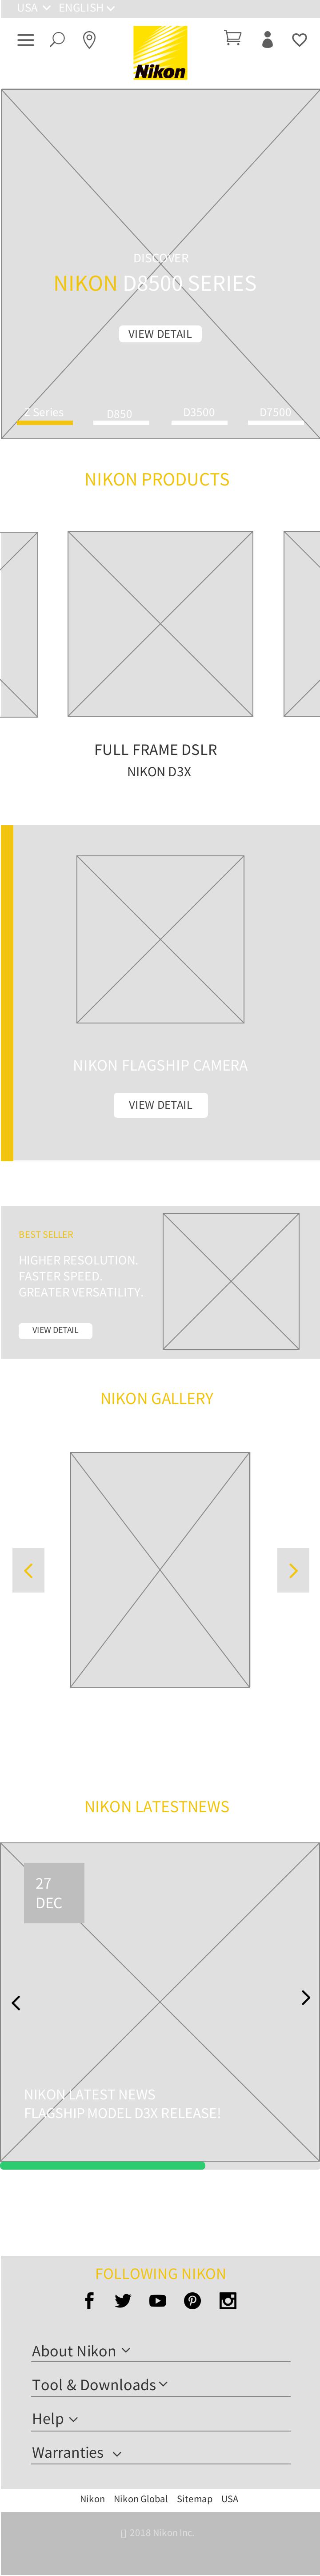 USA ENGLISH
Nikon
DISCOVER
NIKON D8500 SERIES
VIEW DETAIL
Z Series D850 D3500 D7500
NIKON PRODUCTS
FULL FRAME DSLR
NIKON D3X
NIKON FLAGSHIP CAMERA
VIEW DETAIL
BEST SELLER
HIGHER RESOLUTION.
FASTER SPEED.
GREATER VERSATILITY.
VIEW DETAIL
NIKON GALLERY
NIKON LATESTNEWS
27
DEC
NIKON LATEST NEWS
FLAGSHIP MODEL D3X RELEASE!
FOLLOWING NIKON
About Nikon
Tool & Downloads
Help
Warranties
Nikon Nikon Global Sitemap USA
2018 Nikon Inc.